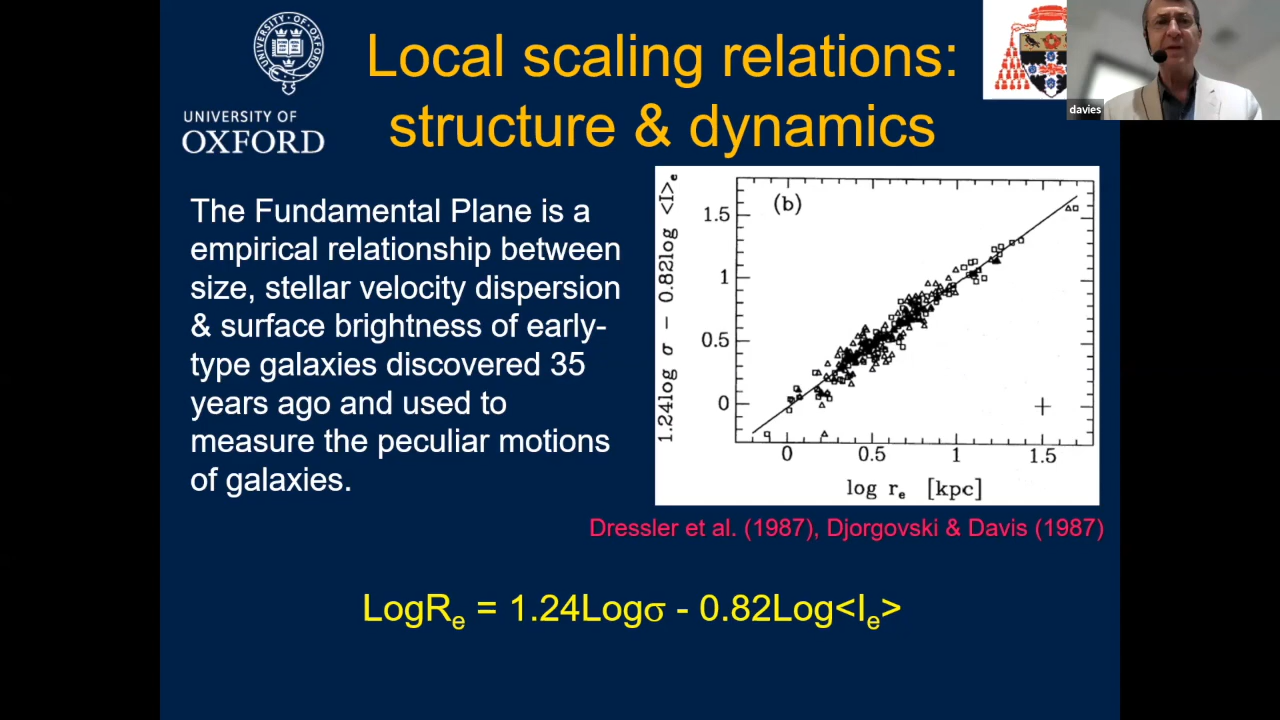 Local scaling relations:
structure & dynamics
UNIVERSITY OF OXFORD
UNIVERSITY OF
OXFORD
davies
The Fundamental Plane is a
empirical relationship between
size, stellar velocity dispersion
& surface brightness of early-
type galaxies discovered 35
years ago and used to
measure the peculiar motions
of galaxies.
(b)
1.24log σ - 0.82log <I>e
1.5
1
0.5
0
0 0.5 1 1.5
log re [kpc]
Dressler et al. (1987), Djorgovski & Davis (1987)
LogRe = 1.24Logσ - 0.82Log<Ie>